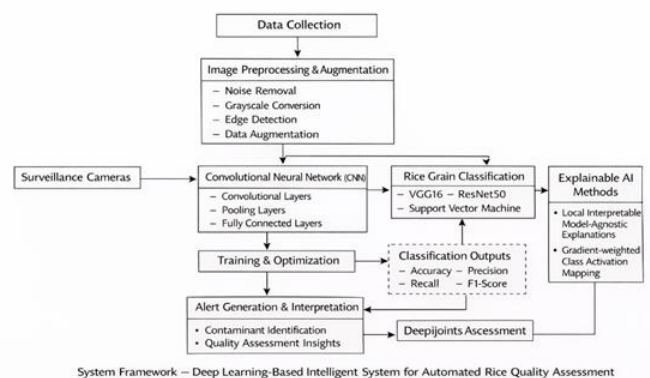 Data Collection
Image Preprocessing & Augmentation
– Noise Removal
– Grayscale Conversion
– Edge Detection
– Data Augmentation
Surveillance Cameras
Convolutional Neural Network (CNN)
– Convolutional Layers
– Pooling Layers
– Fully Connected Layers
Rice Grain Classification
– VGG16 – ResNet50
– Support Vector Machine
Explainable AI
Methods
• Local Interpretable
Model-Agnostic
Explanations
• Gradient-weighted
Class Activation
Mapping
Training & Optimization
Classification Outputs
– Accuracy – Precision
– Recall – F1-Score
Alert Generation & Interpretation
• Contaminant Identification
• Quality Assessment Insights
Deepijoints Ascessment
System Framework – Deep Learning-Based Intelligent System for Automated Rice Quality Assessment